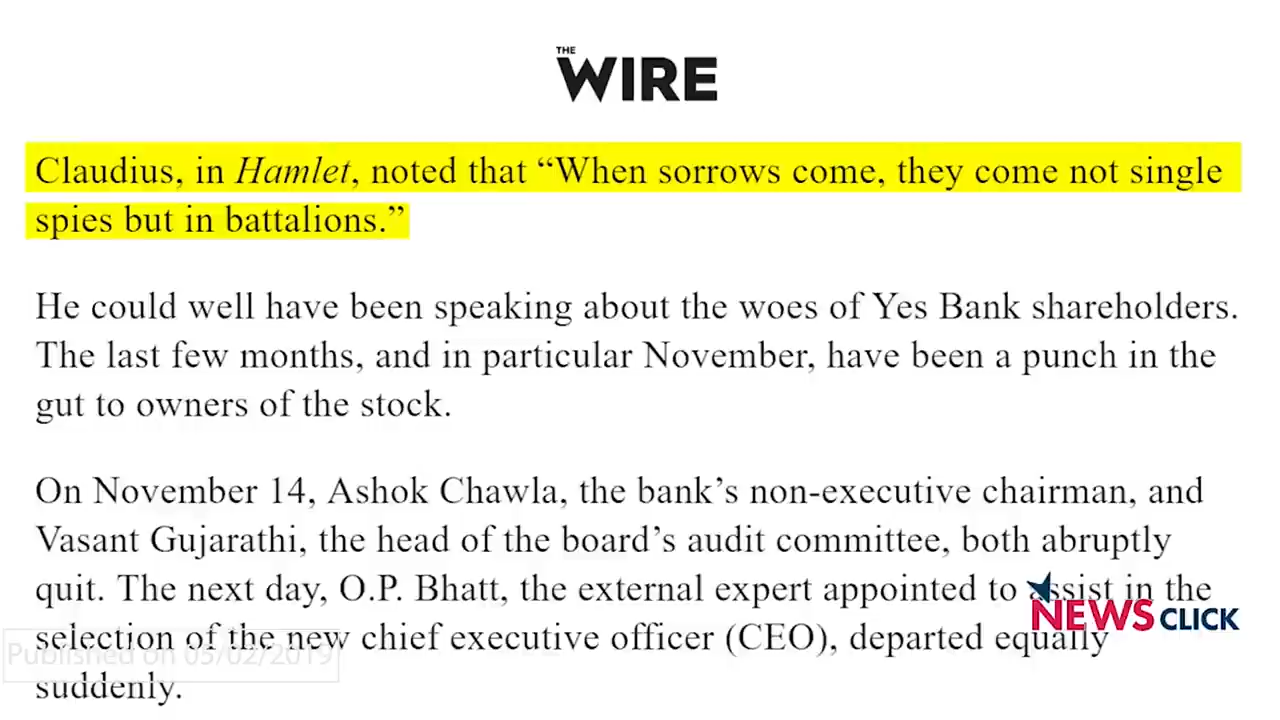 THE
WIRE
Claudius, in Hamlet, noted that “When sorrows come, they come not single
spies but in battalions.”
He could well have been speaking about the woes of Yes Bank shareholders.
The last few months, and in particular November, have been a punch in the
gut to owners of the stock.
On November 14, Ashok Chawla, the bank’s non-executive chairman, and
Vasant Gujarathi, the head of the board’s audit committee, both abruptly
quit. The next day, O.P. Bhatt, the external expert appointed to assist in the
NEWSCLICK
selection of the new chief executive officer (CEO), departed equally
Published on 05/02/2019
suddenly.